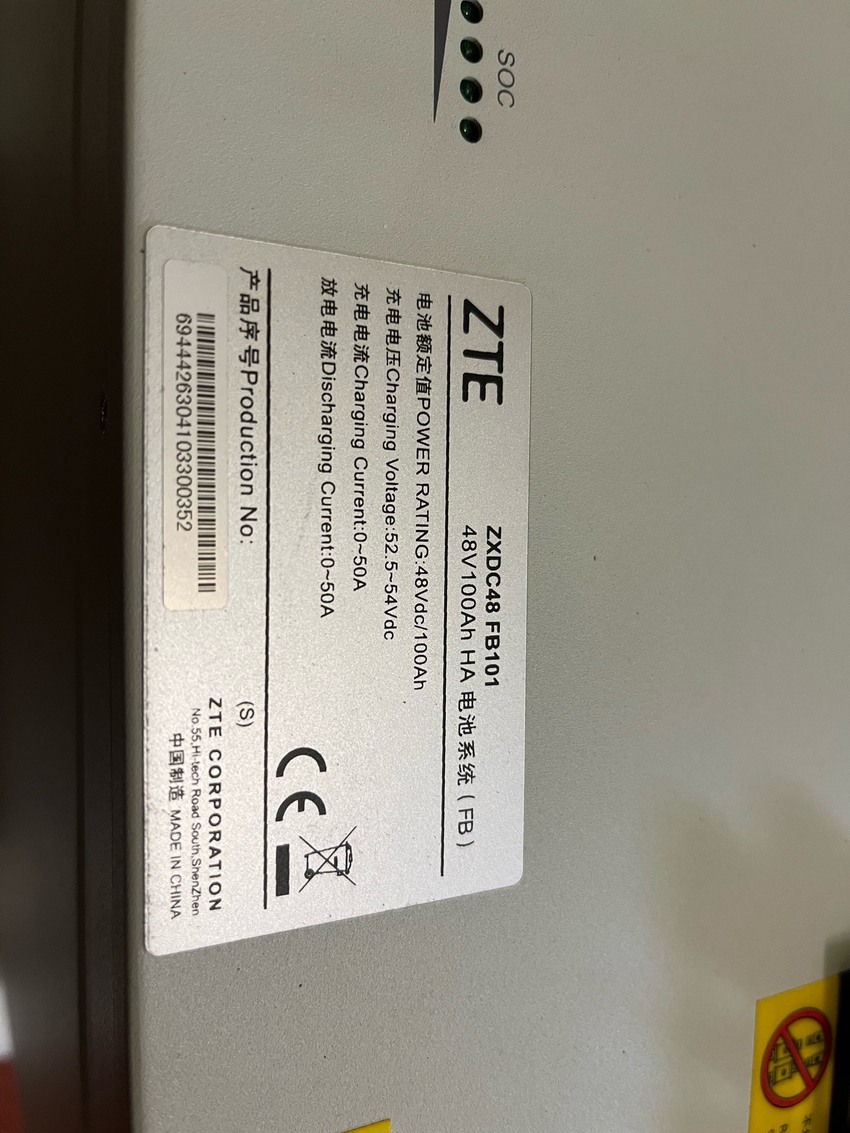 SOC
ZTE
ZXDC48 FB101
48V100Ah HA 电池系统（FB）
电池额定值POWER RATING:48Vdc/100Ah
充电电压Charging Voltage:52.5~54Vdc
充电电流Charging Current:0~50A
放电电流Discharging Current:0~50A
CE
产品序号Production No:
(S)
6944426304103300352
ZTE CORPORATION
No.55,Hi-tech Road South,ShenZhen
中国制造 MADE IN CHINA